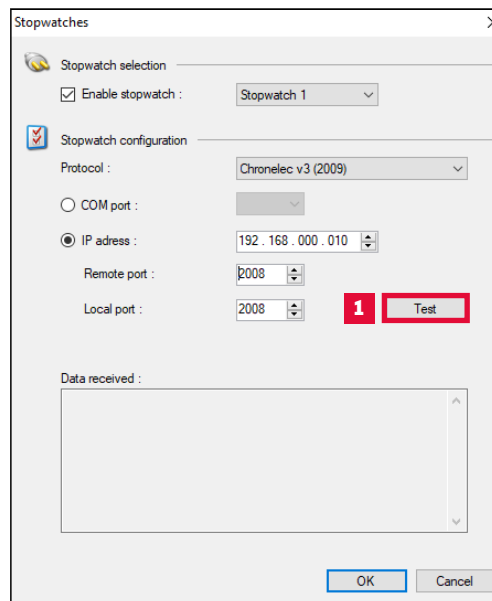 Stopwatches
Stopwatch selection
Enable stopwatch : Stopwatch 1
Stopwatch configuration
Protocol : Chronelec v3 (2009)
COM port :
IP adress : 192 . 168 . 000 . 010
Remote port : 2008
Local port : 2008 1 Test
Data received :
OK Cancel